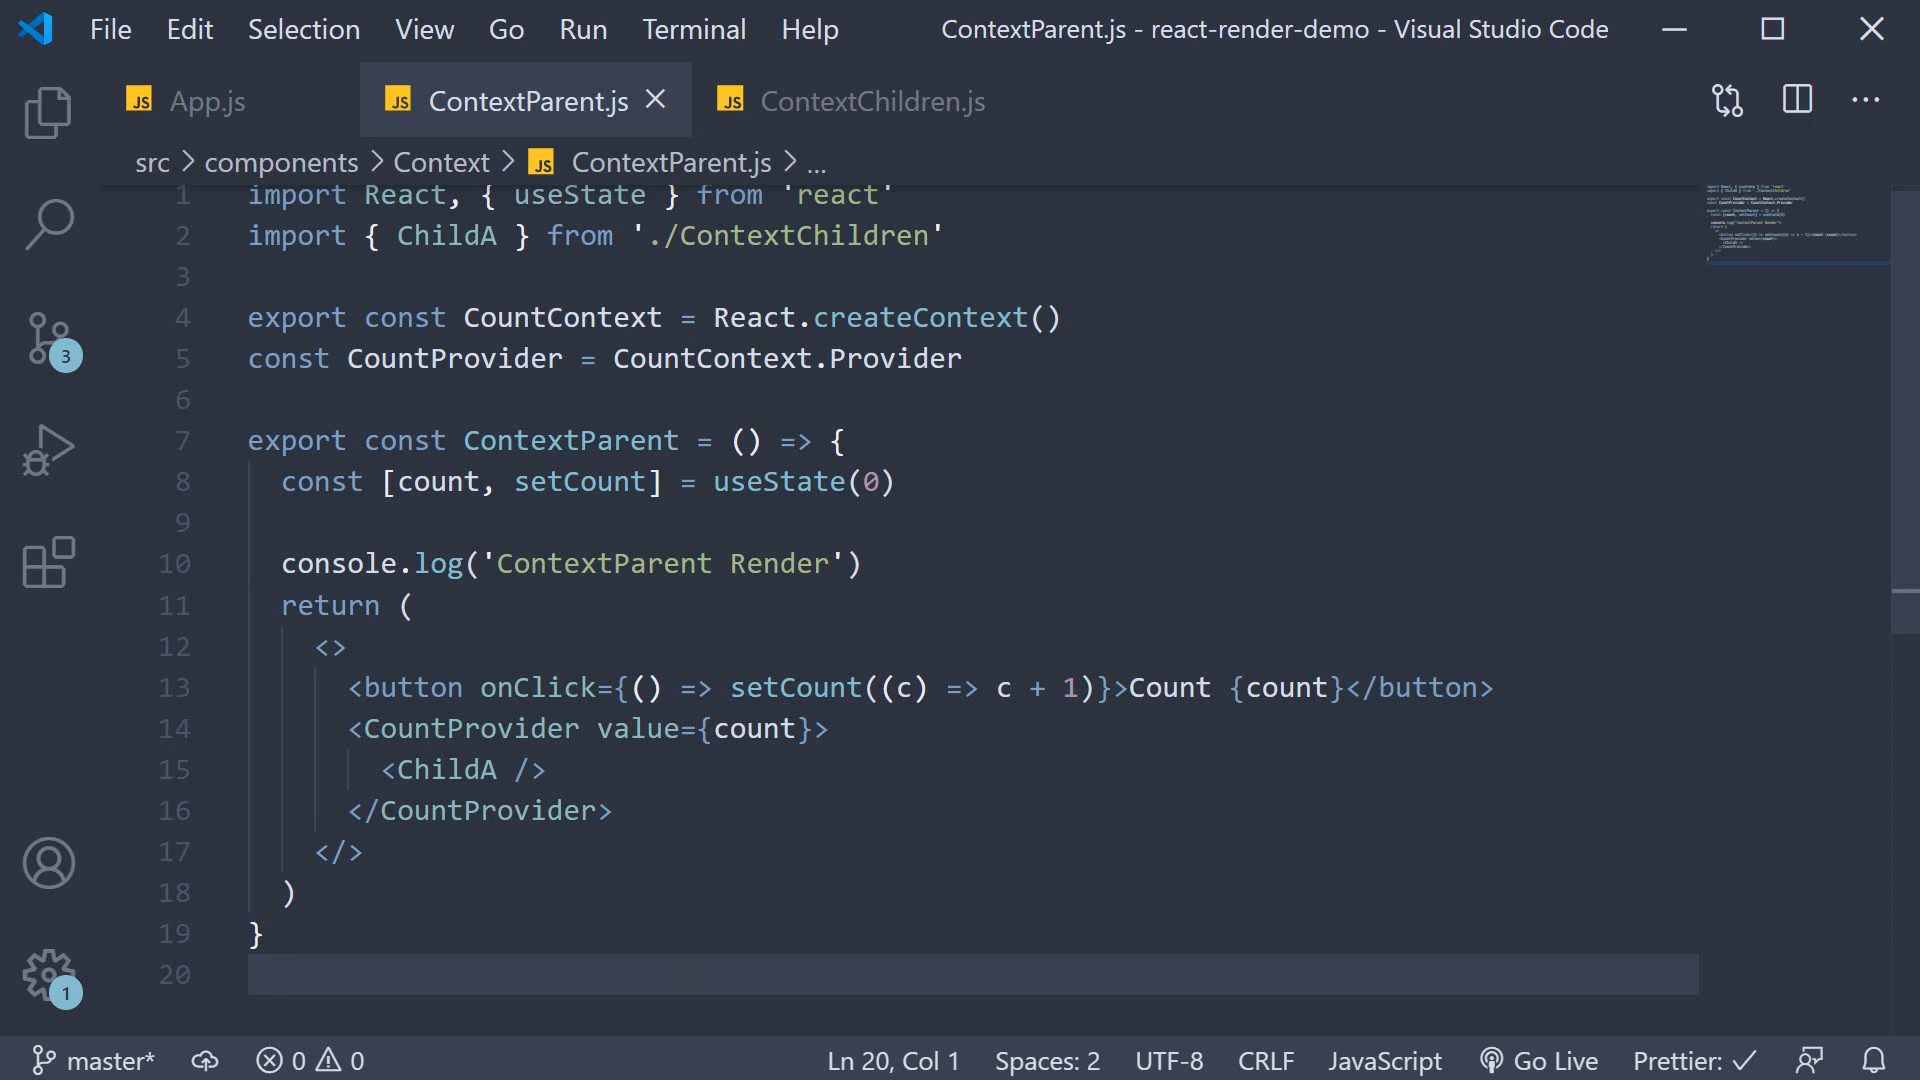 File Edit Selection View Go Run Terminal Help ContextParent.js - react-render-demo - Visual Studio Code
JS App.js JS ContextParent.js JS ContextChildren.js
src > components > Context > JS ContextParent.js > ...
1 import React, { useState } from 'react'
2 import { ChildA } from './ContextChildren'
3
4 export const CountContext = React.createContext()
5 const CountProvider = CountContext.Provider
6
7 export const ContextParent = () => {
8 const [count, setCount] = useState(0)
9
10 console.log('ContextParent Render')
11 return (
12 <>
13 <button onClick={() => setCount((c) => c + 1)}>Count {count}</button>
14 <CountProvider value={count}>
15 <ChildA />
16 </CountProvider>
17 </>
18 )
19 }
20
3
1
master* 0 0 Ln 20, Col 1 Spaces: 2 UTF-8 CRLF JavaScript Go Live Prettier: ✓